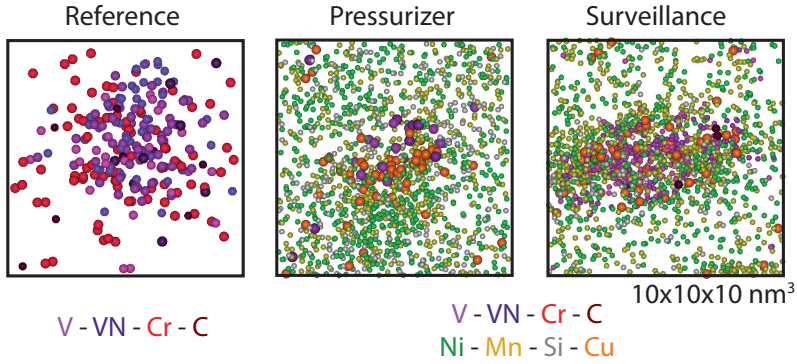 Reference Pressurizer Surveillance
10x10x10 nm³
V - VN - Cr - C
V - VN - Cr - C
Ni - Mn - Si - Cu